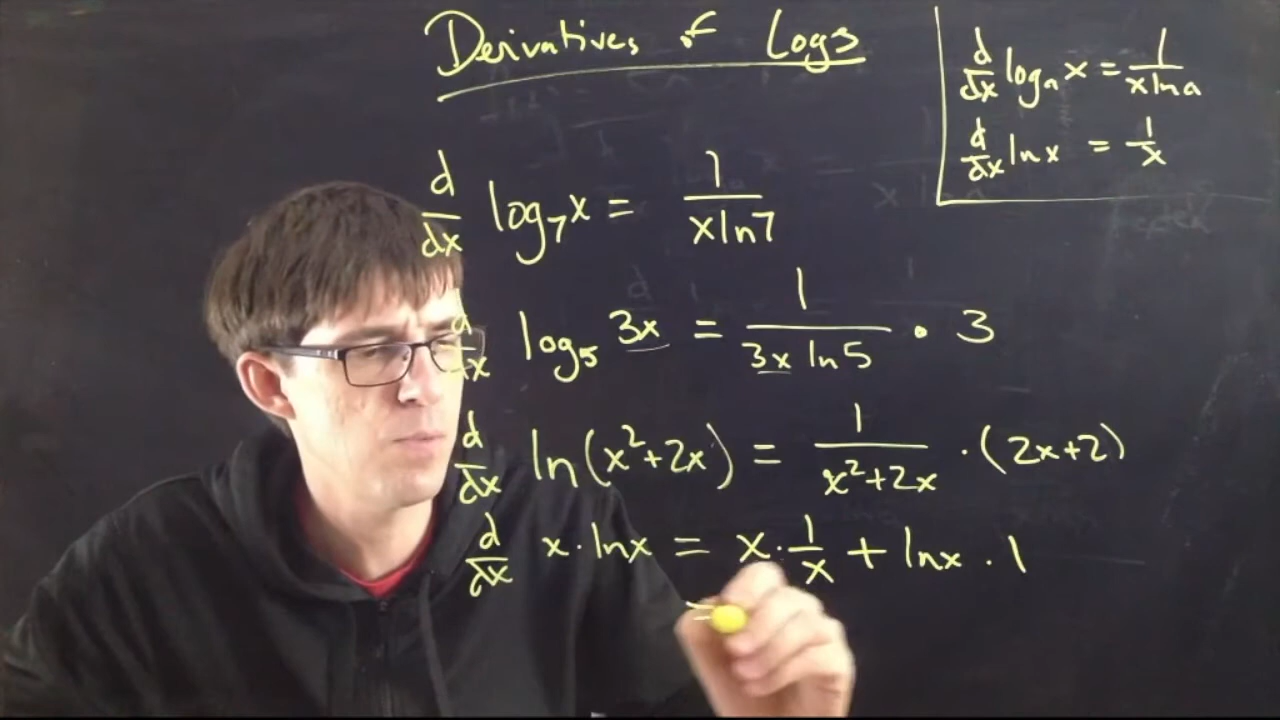 Derivatives of Logs
d/dx logₐ x = 1/(x ln a)
d/dx ln x = 1/x
d/dx log₇ x = 1/(x ln 7)
d/dx log₅ 3x = 1/(3x ln 5) · 3
d/dx ln(x²+2x) = 1/(x²+2x) · (2x+2)
d/dx x · ln x = x · 1/x + ln x · 1
=